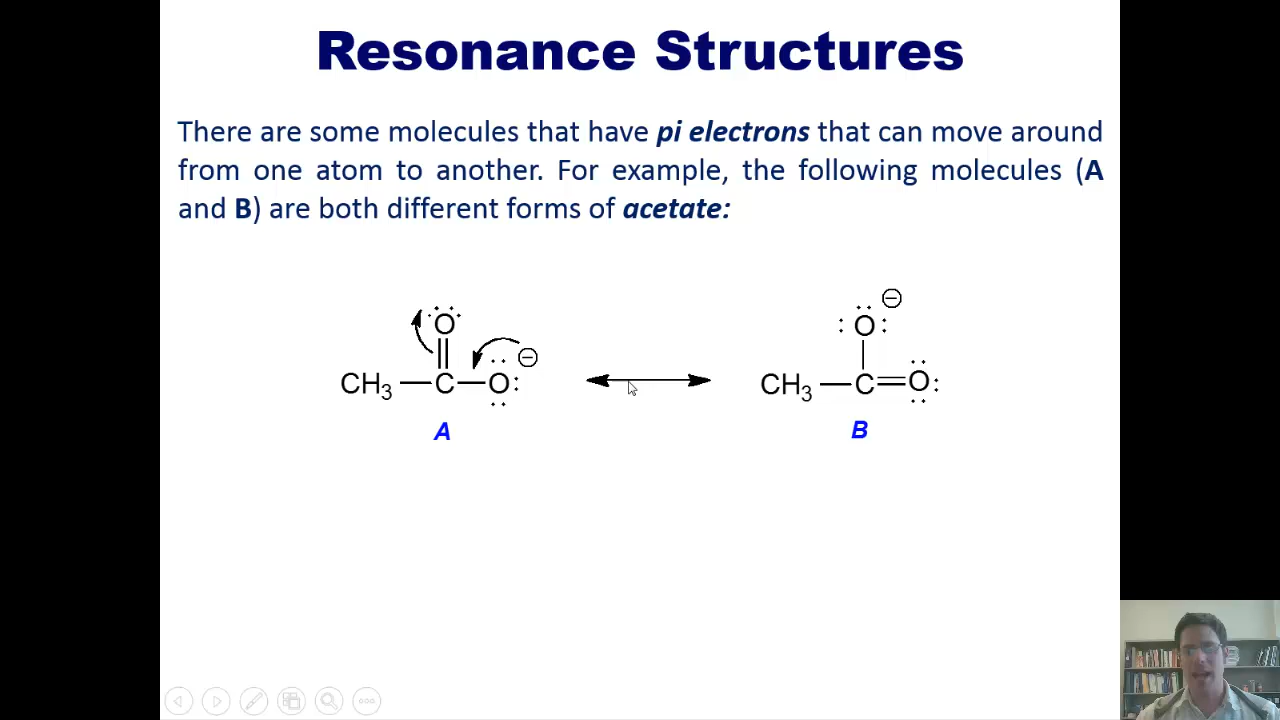 Resonance Structures
There are some molecules that have pi electrons that can move around
from one atom to another. For example, the following molecules (A
and B) are both different forms of acetate:
O
CH3 C O
A
O
CH3 C O
B